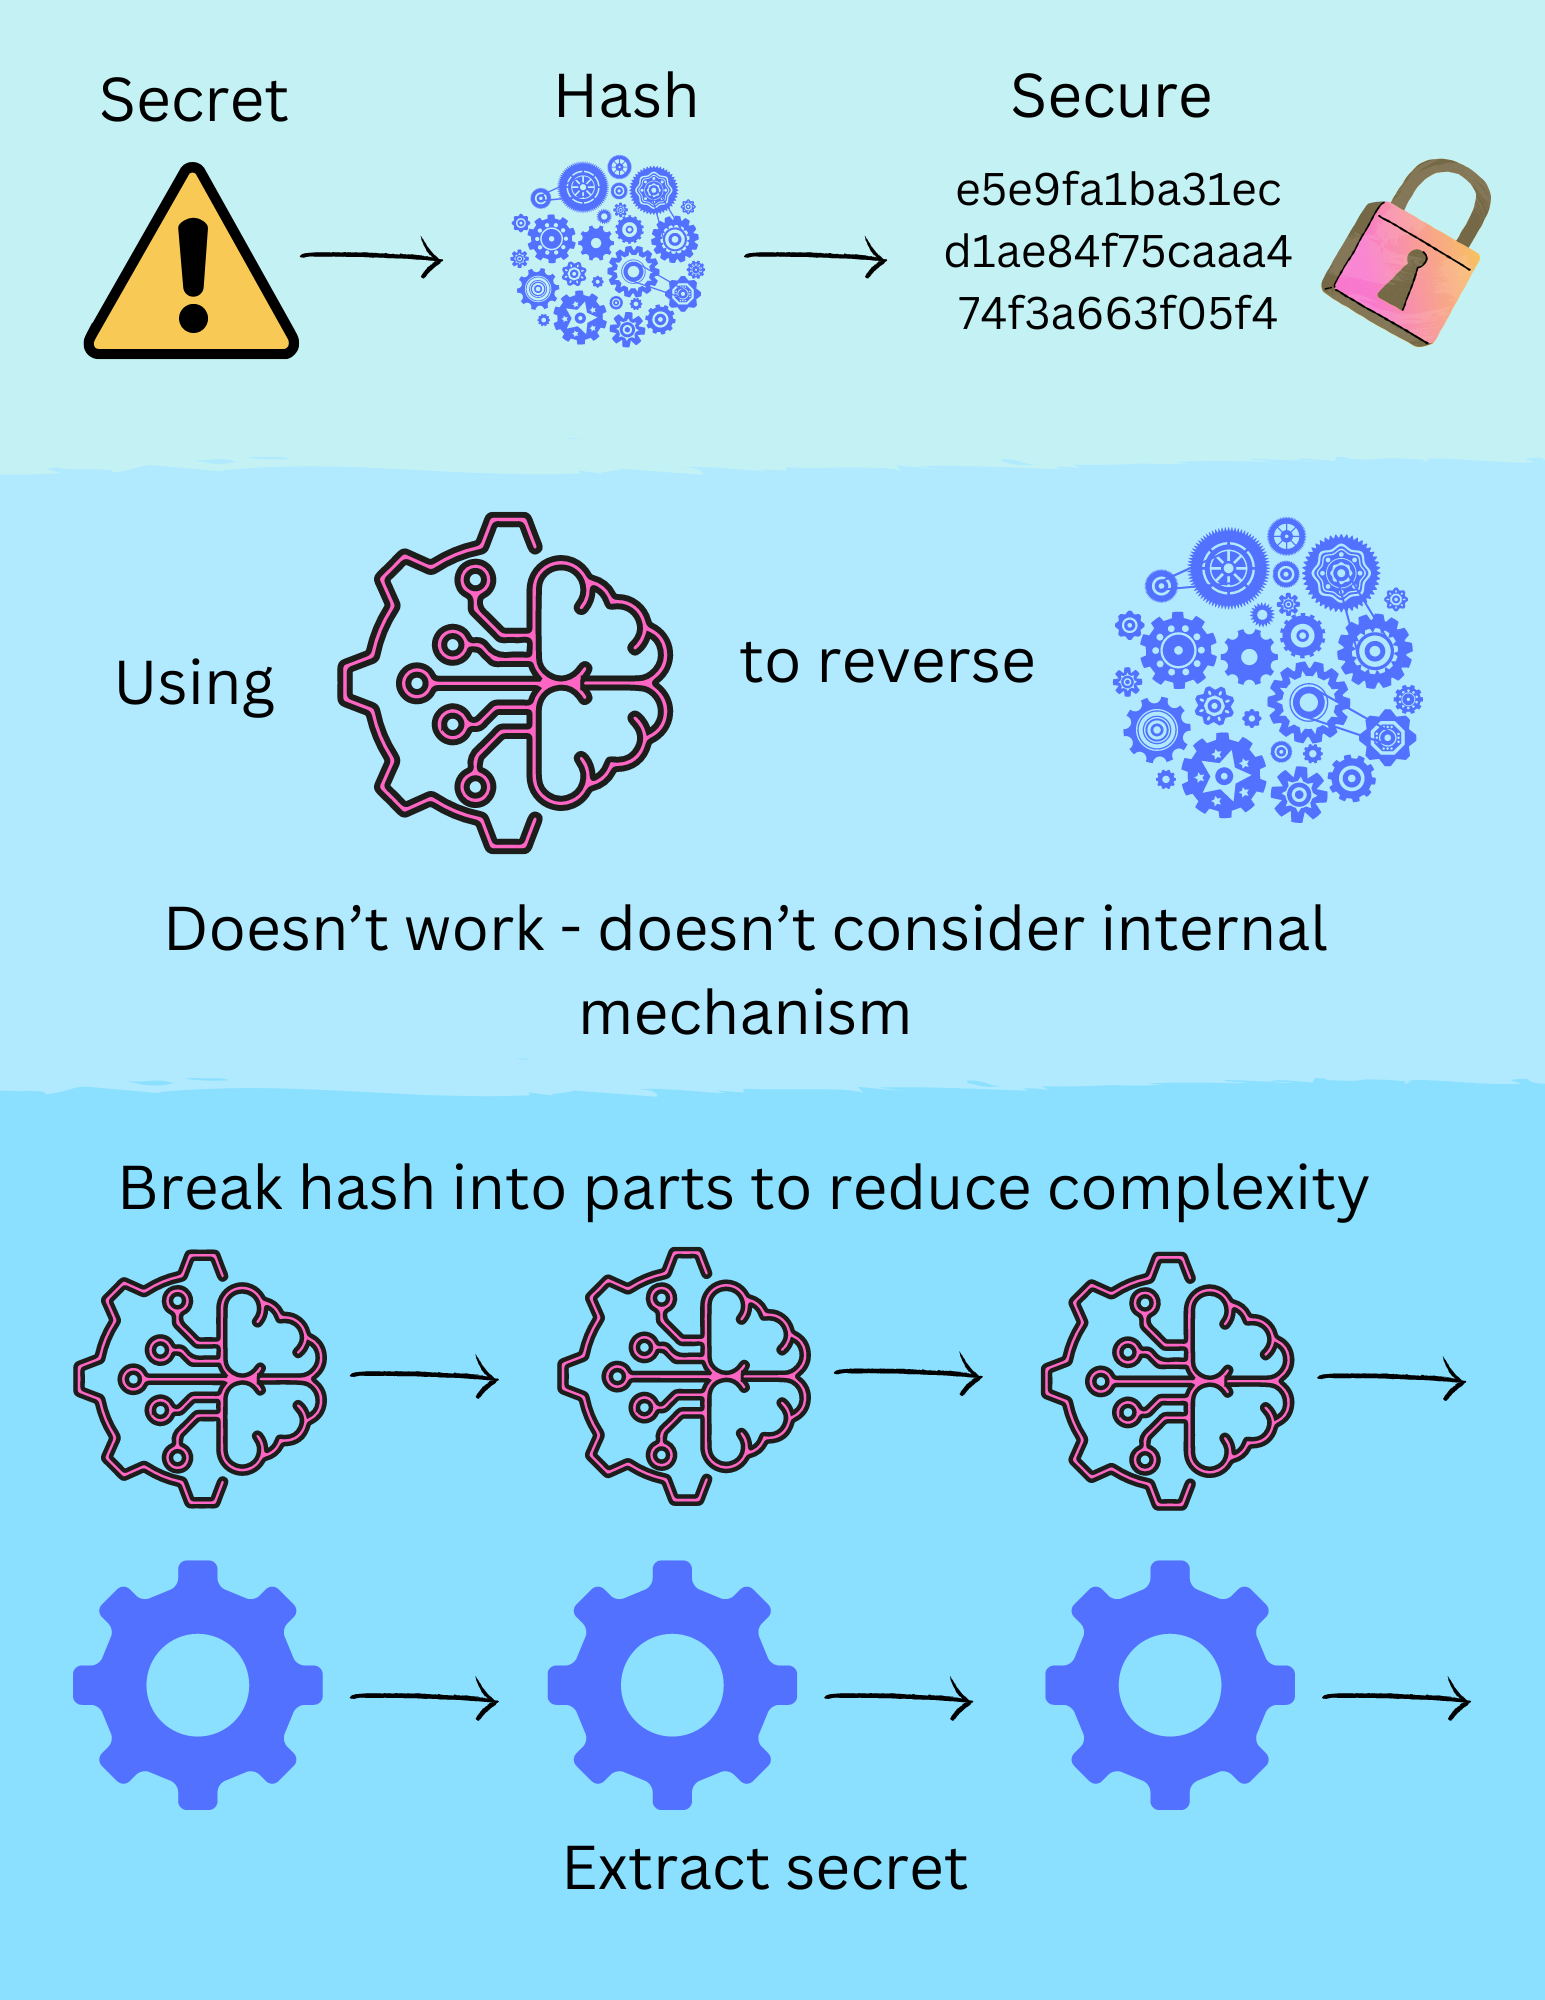 Secret
Hash
Secure
e5e9fa1ba31ec
d1ae84f75caaa4
74f3a663f05f4
Using
to reverse
Doesn’t work - doesn’t consider internal
mechanism
Break hash into parts to reduce complexity
Extract secret